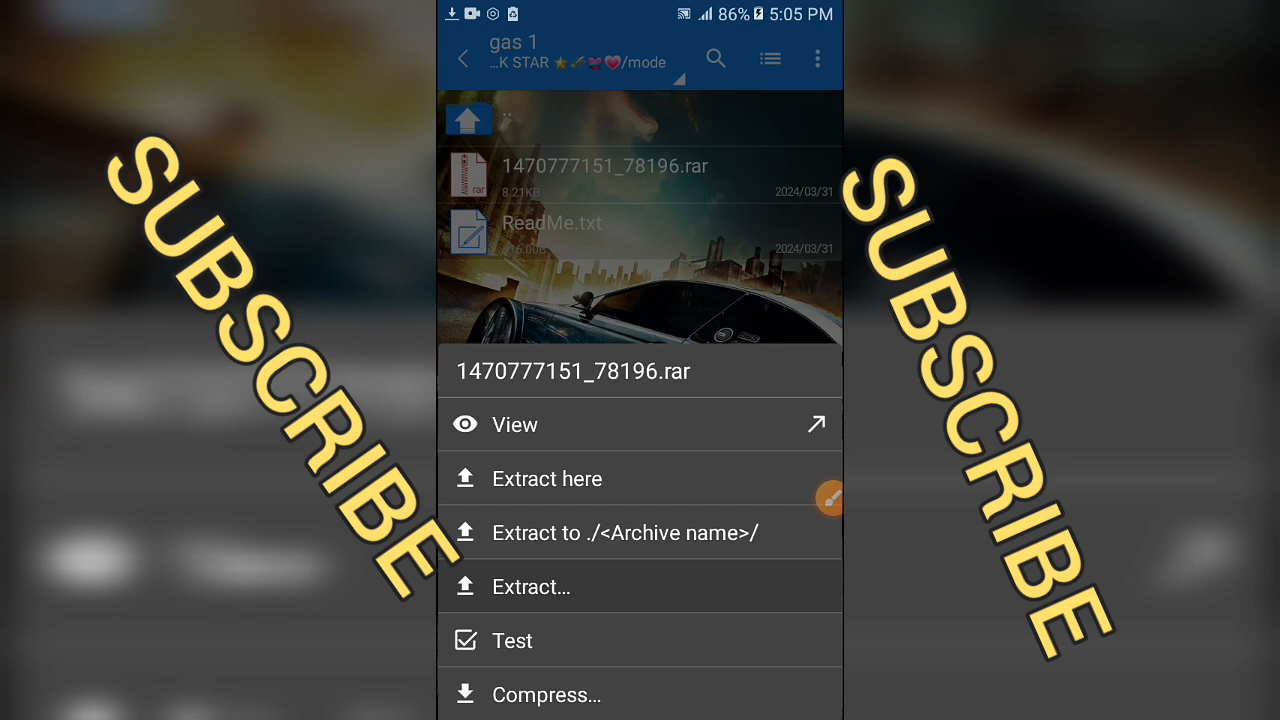 86% 5:05 PM
gas 1
...K STAR ⭐🎺💝💗/mode
..
1470777151_78196.rar
8.21KB 2024/03/31
ReadMe.txt
2024/03/31
1470777151_78196.rar
View
Extract here
Extract to ./<Archive name>/
Extract...
Test
Compress...
SUBSCRIBE
SUBSCRIBE